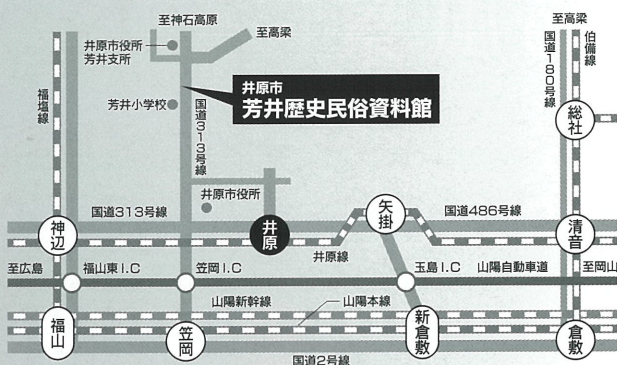 至神石高原
至高梁
井原市役所
芳井支所
至高梁
国道180号線
伯備線
福塩線
芳井小学校
国道313号線
井原市
芳井歴史民俗資料館
総社
井原市役所
国道313号線
神辺
井原
矢掛
国道486号線
清音
井原線
至広島
福山東I.C
笠岡I.C
玉島I.C
山陽自動車道
至岡山
山陽新幹線
山陽本線
福山
笠岡
新倉敷
倉敷
国道2号線